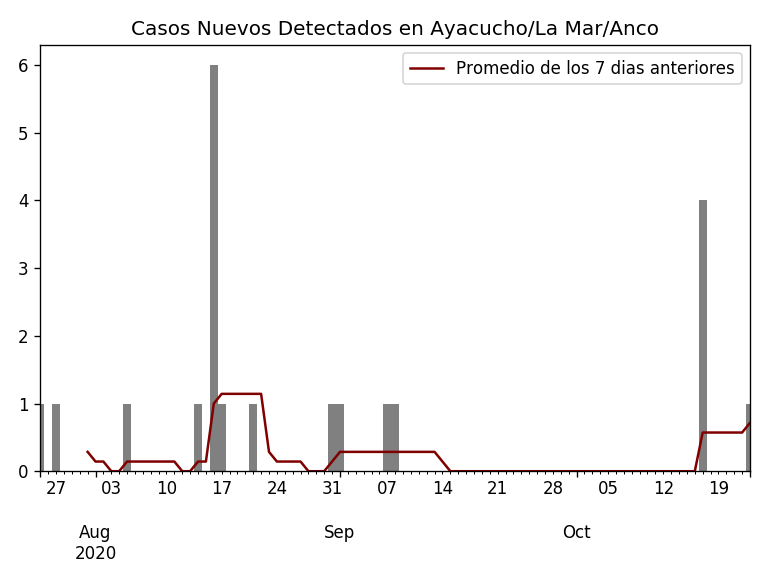 Casos Nuevos Detectados en Ayacucho/La Mar/Anco
Promedio de los 7 dias anteriores
6
5
4
3
2
1
0
27 03 10 17 24 31 07 14 21 28 05 12 19
Aug Sep Oct
2020